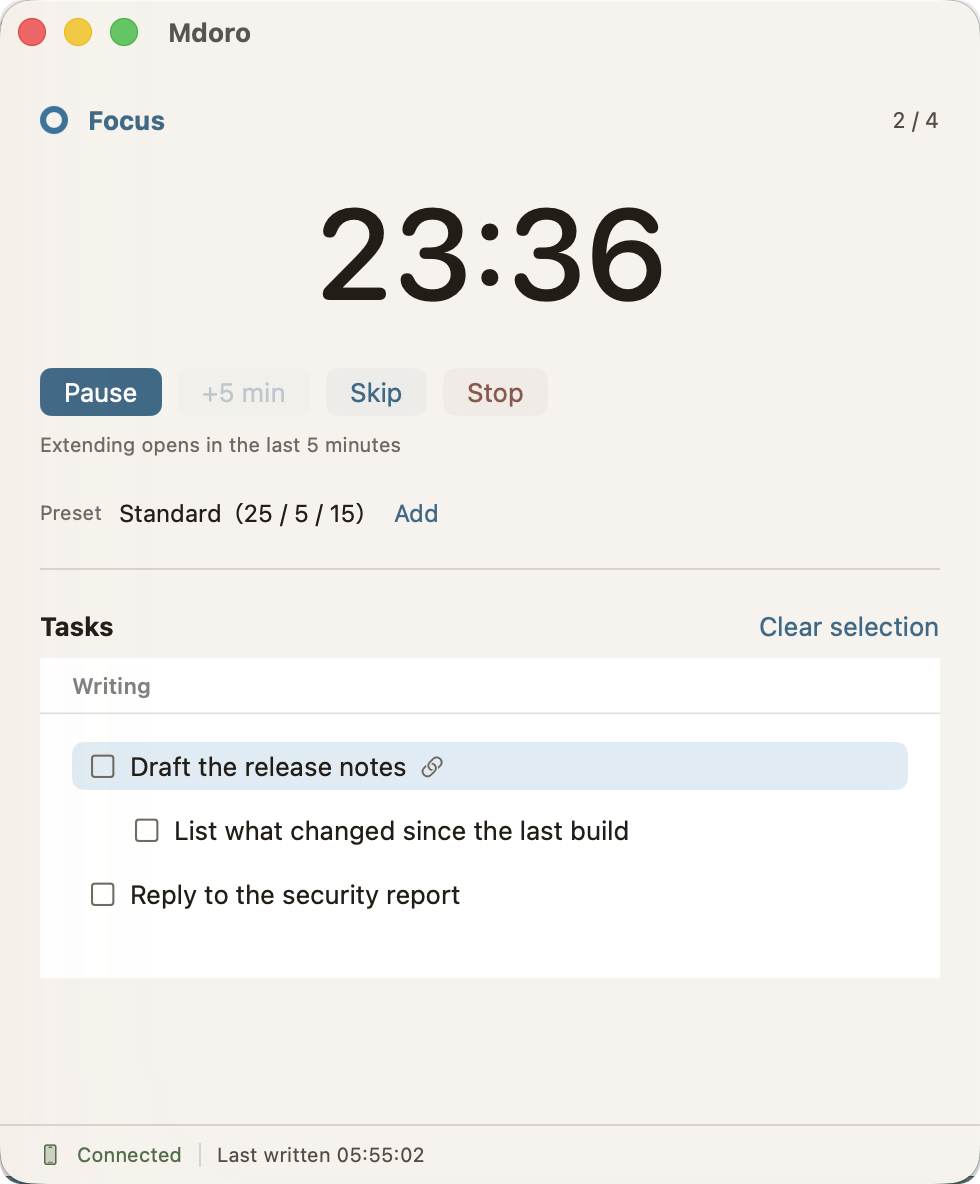 Mdoro
Focus
2 / 4
23:36
Pause +5 min Skip Stop
Extending opens in the last 5 minutes
Preset Standard (25 / 5 / 15) Add
Tasks
Clear selection
Writing
Draft the release notes
List what changed since the last build
Reply to the security report
Connected
Last written 05:55:02